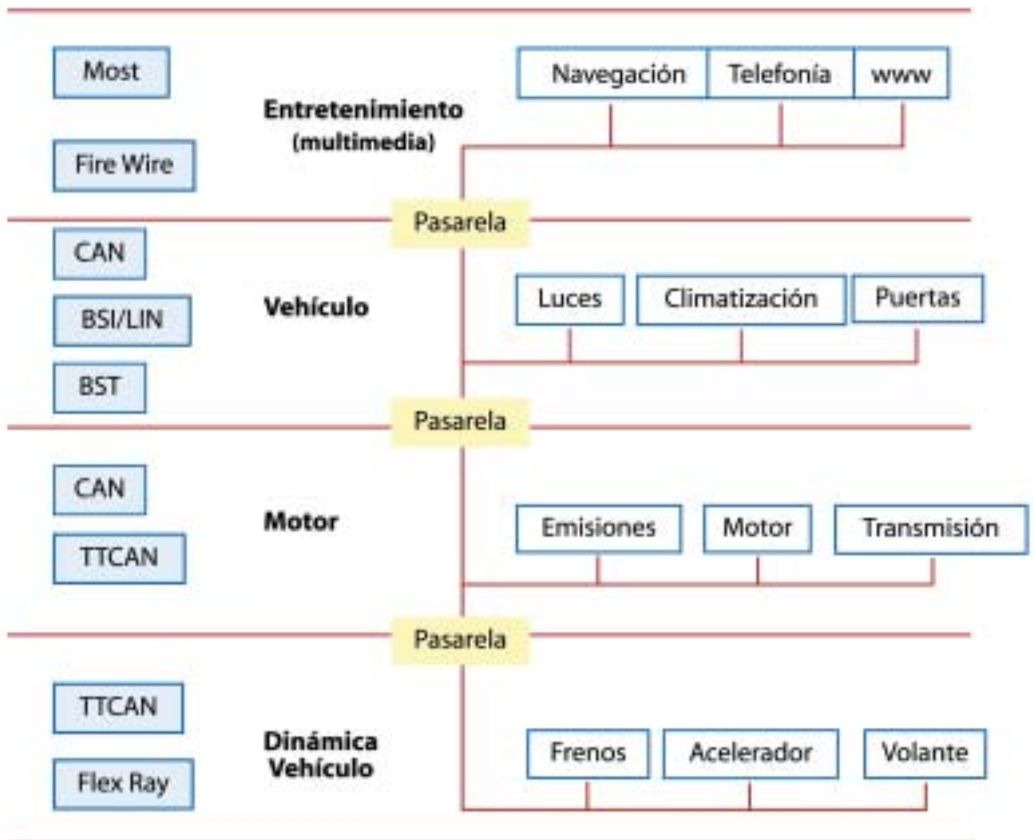 Most
Fire Wire
Entretenimiento
(multimedia)
Navegación
Telefonía
www
Pasarela
CAN
BSI/LIN
BST
Vehículo
Luces
Climatización
Puertas
Pasarela
CAN
TTCAN
Motor
Emisiones
Motor
Transmisión
Pasarela
TTCAN
Flex Ray
Dinámica
Vehículo
Frenos
Acelerador
Volante